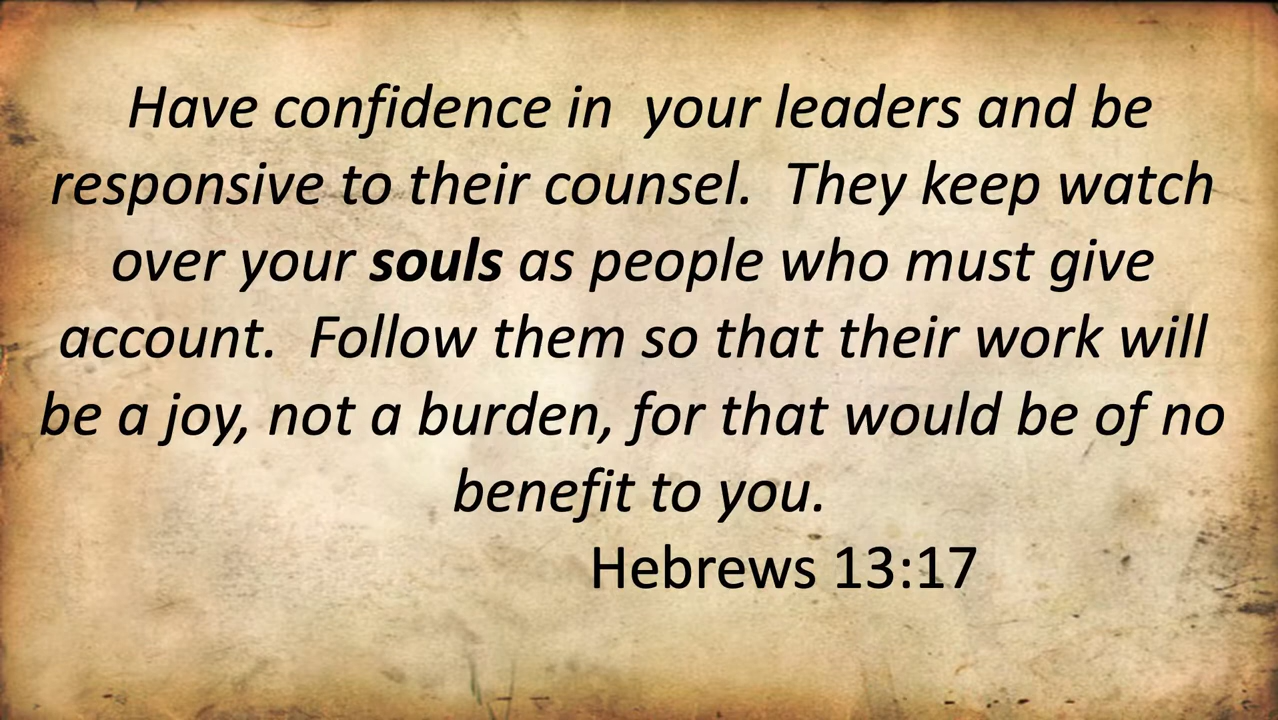 Have confidence in  your leaders and be
responsive to their counsel.  They keep watch
over your souls as people who must give
account.  Follow them so that their work will
be a joy, not a burden, for that would be of no
benefit to you.
Hebrews 13:17